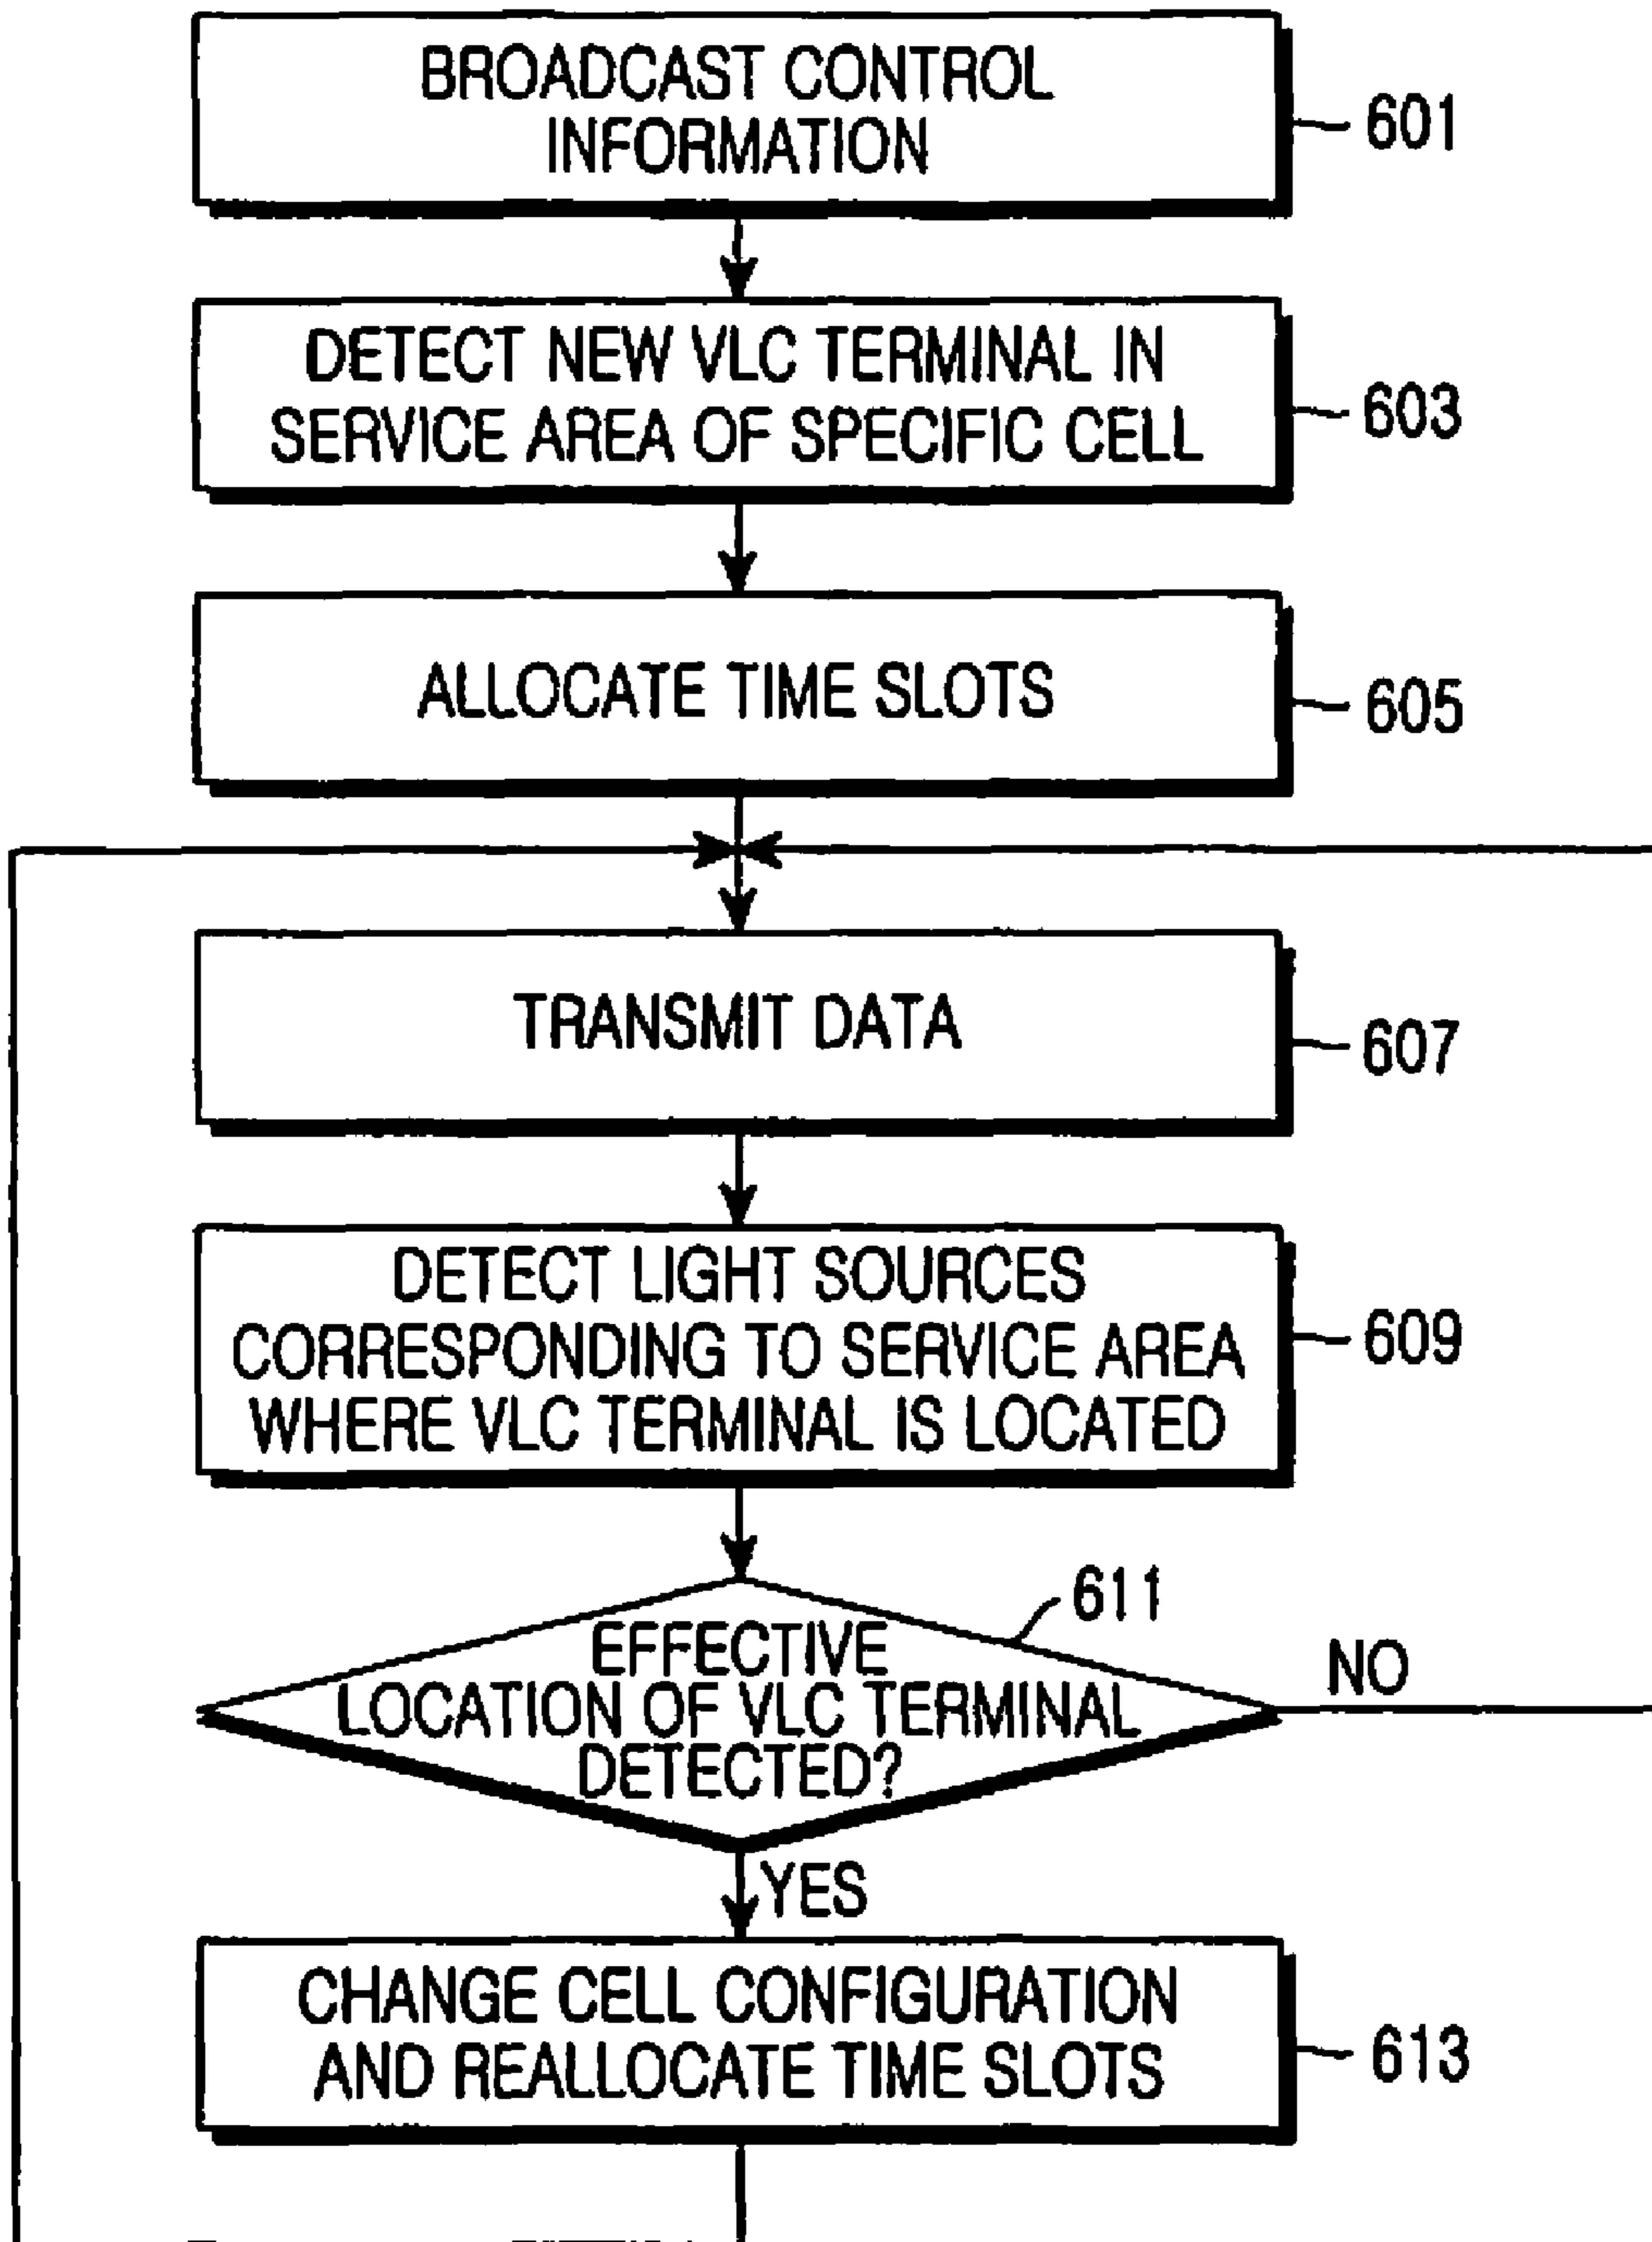 BROADCAST CONTROL
INFORMATION
601
DETECT NEW VLC TERMINAL IN
SERVICE AREA OF SPECIFIC CELL
603
ALLOCATE TIME SLOTS
605
TRANSMIT DATA
607
DETECT LIGHT SOURCES
CORRESPONDING TO SERVICE AREA
WHERE VLC TERMINAL IS LOCATED
609
611
EFFECTIVE
LOCATION OF VLC TERMINAL
DETECTED?
NO
YES
CHANGE CELL CONFIGURATION
AND REALLOCATE TIME SLOTS
613